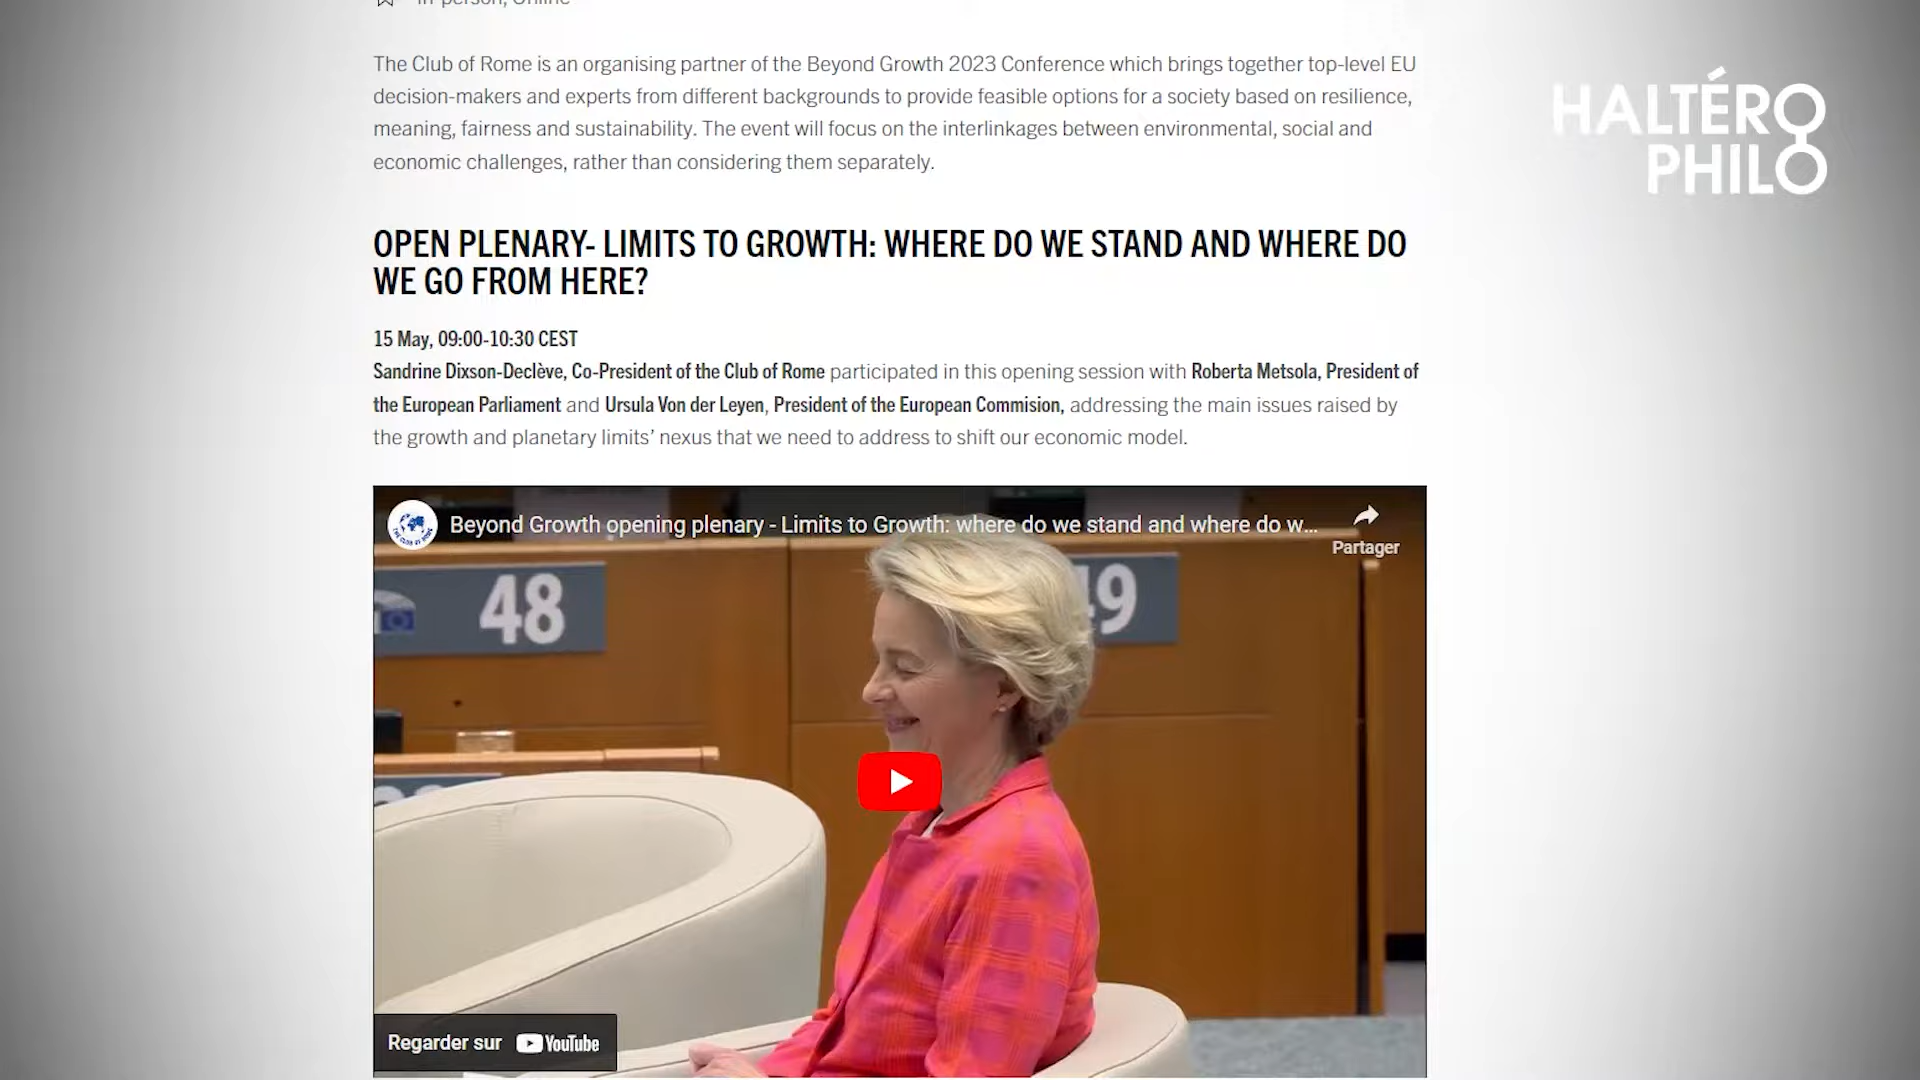 In-person, Online
The Club of Rome is an organising partner of the Beyond Growth 2023 Conference which brings together top-level EU
decision-makers and experts from different backgrounds to provide feasible options for a society based on resilience,
meaning, fairness and sustainability. The event will focus on the interlinkages between environmental, social and
economic challenges, rather than considering them separately.
HALTÉRO
PHILO
OPEN PLENARY- LIMITS TO GROWTH: WHERE DO WE STAND AND WHERE DO
WE GO FROM HERE?
15 May, 09:00-10:30 CEST
Sandrine Dixson-Declève, Co-President of the Club of Rome participated in this opening session with Roberta Metsola, President of
the European Parliament and Ursula Von der Leyen, President of the European Commision, addressing the main issues raised by
the growth and planetary limits’ nexus that we need to address to shift our economic model.
Beyond Growth opening plenary - Limits to Growth: where do we stand and where do w...
Partager
48
49
Regarder sur YouTube